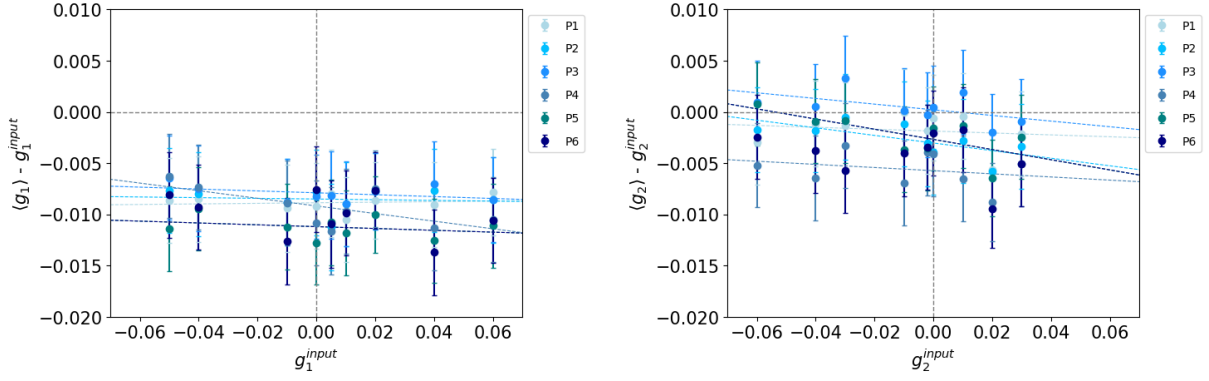 0.010
0.005
0.000
−0.005
−0.010
−0.015
−0.020
⟨g₁⟩ - g₁ⁱⁿᵖᵘᵗ
−0.06 −0.04 −0.02 0.00 0.02 0.04 0.06
g₁ⁱⁿᵖᵘᵗ
P1
P2
P3
P4
P5
P6
0.010
0.005
0.000
−0.005
−0.010
−0.015
−0.020
⟨g₂⟩ - g₂ⁱⁿᵖᵘᵗ
−0.06 −0.04 −0.02 0.00 0.02 0.04 0.06
g₂ⁱⁿᵖᵘᵗ
P1
P2
P3
P4
P5
P6